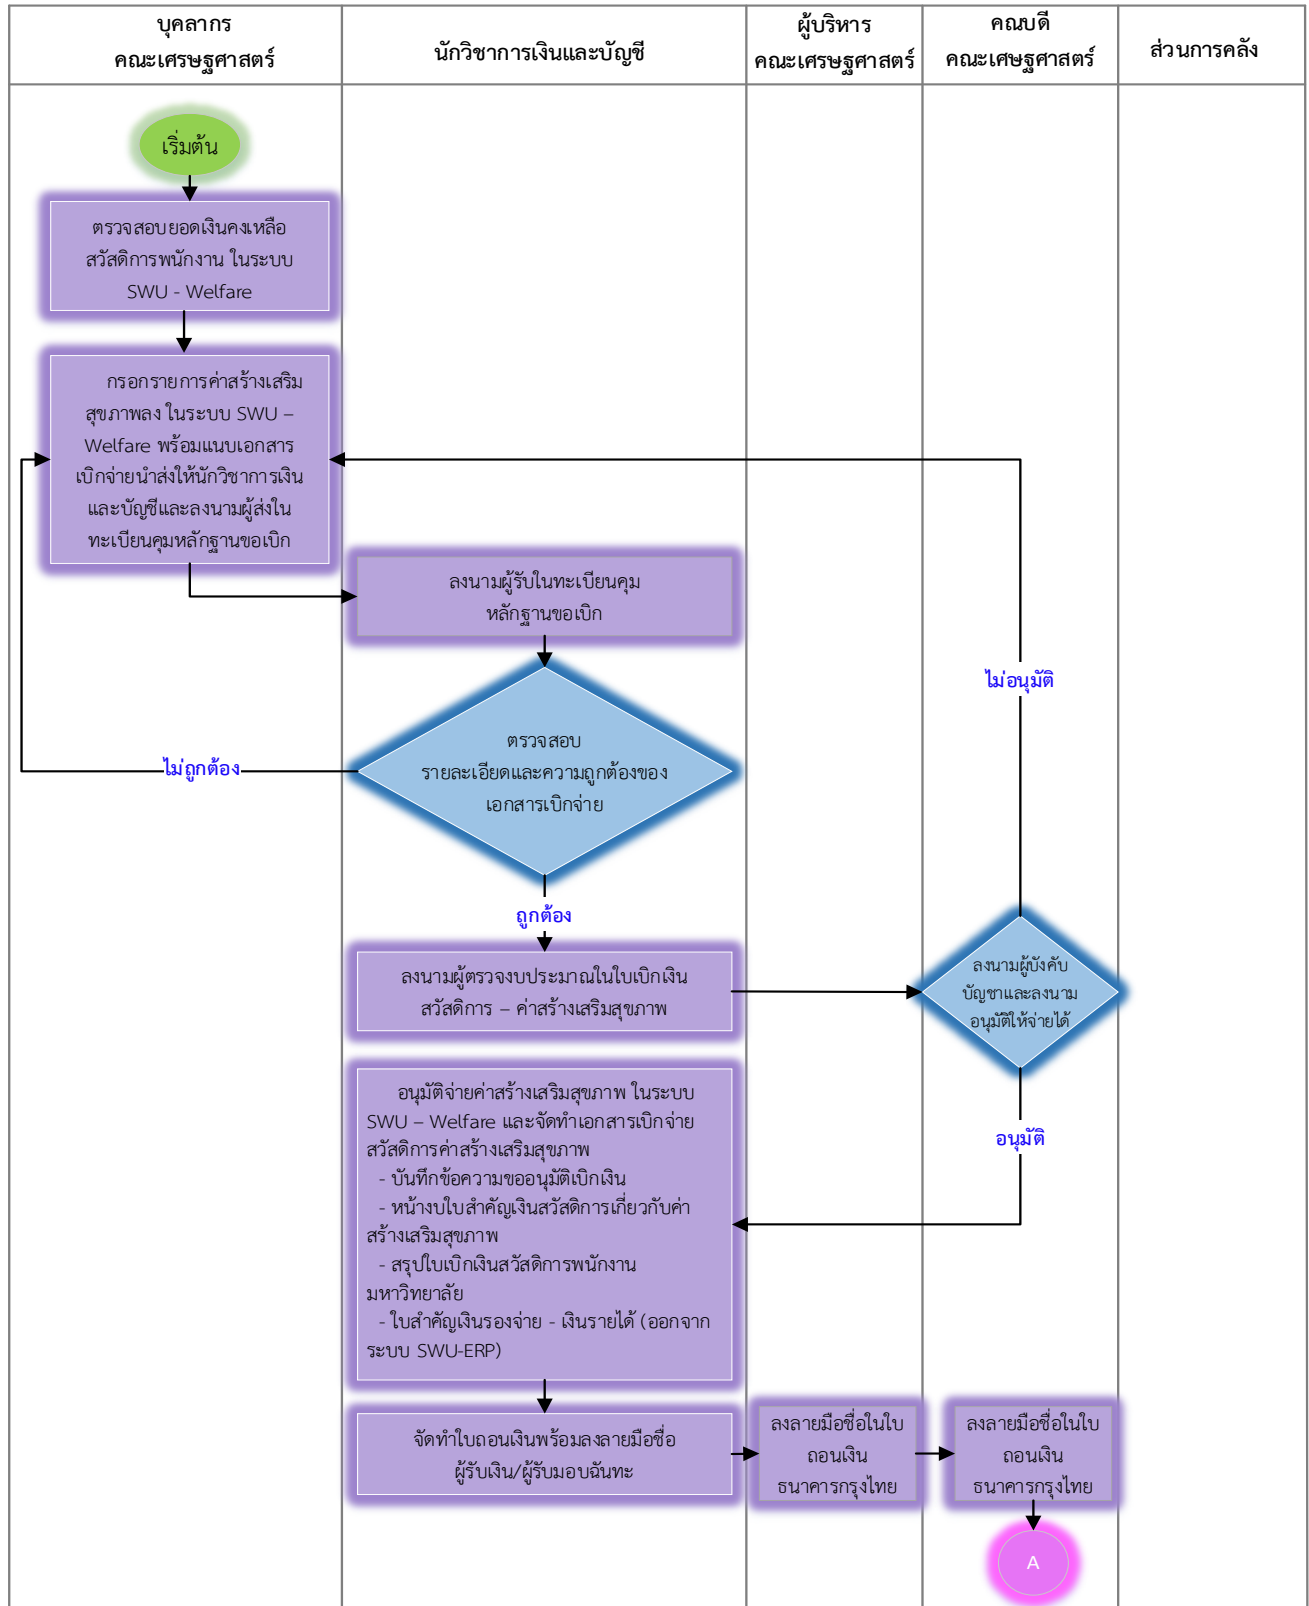 บุคลากร
คณะเศรษฐศาสตร์
นักวิชาการเงินและบัญชี
ผู้บริหาร
คณะเศรษฐศาสตร์
คณบดี
คณะเศษฐศาสตร์
ส่วนการคลัง
เริ่มต้น
ตรวจสอบยอดเงินคงเหลือ
สวัสดิการพนักงาน ในระบบ
SWU - Welfare
กรอกรายการค่าสร้างเสริม
สุขภาพลง ในระบบ SWU –
Welfare พร้อมแนบเอกสาร
เบิกจ่ายนำส่งให้นักวิชาการเงิน
และบัญชีและลงนามผู้ส่งใน
ทะเบียนคุมหลักฐานขอเบิก
ลงนามผู้รับในทะเบียนคุม
หลักฐานขอเบิก
ไม่อนุมัติ
ตรวจสอบ
รายละเอียดและความถูกต้องของ
เอกสารเบิกจ่าย
ไม่ถูกต้อง
ถูกต้อง
ลงนามผู้ตรวจงบประมาณในใบเบิกเงิน
สวัสดิการ – ค่าสร้างเสริมสุขภาพ
ลงนามผู้บังคับ
บัญชาและลงนาม
อนุมัติให้จ่ายได้
อนุมัติ
อนุมัติจ่ายค่าสร้างเสริมสุขภาพ ในระบบ
SWU – Welfare และจัดทำเอกสารเบิกจ่าย
สวัสดิการค่าสร้างเสริมสุขภาพ
- บันทึกข้อความขออนุมัติเบิกเงิน
- หน้างบใบสำคัญเงินสวัสดิการเกี่ยวกับค่า
สร้างเสริมสุขภาพ
- สรุปใบเบิกเงินสวัสดิการพนักงาน
มหาวิทยาลัย
- ใบสำคัญเงินรองจ่าย - เงินรายได้ (ออกจาก
ระบบ SWU-ERP)
จัดทำใบถอนเงินพร้อมลงลายมือชื่อ
ผู้รับเงิน/ผู้รับมอบฉันทะ
ลงลายมือชื่อในใบ
ถอนเงิน
ธนาคารกรุงไทย
ลงลายมือชื่อในใบ
ถอนเงิน
ธนาคารกรุงไทย
A